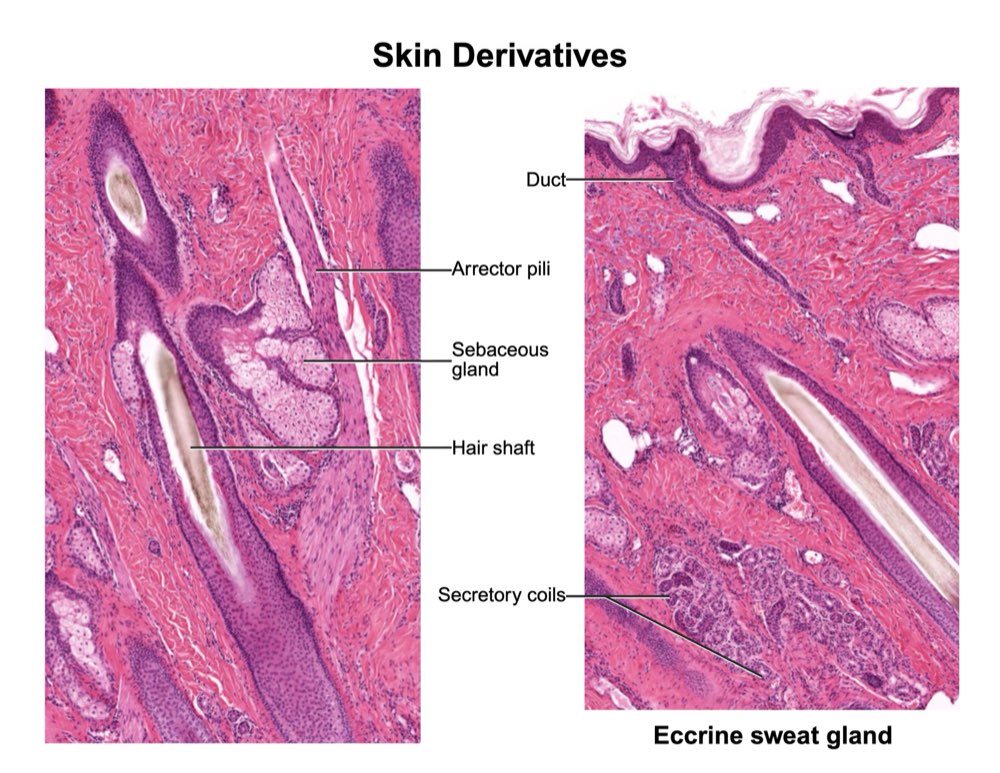 Skin Derivatives
Duct
Arrector pili
Sebaceous
gland
Hair shaft
Secretory coils
Eccrine sweat gland